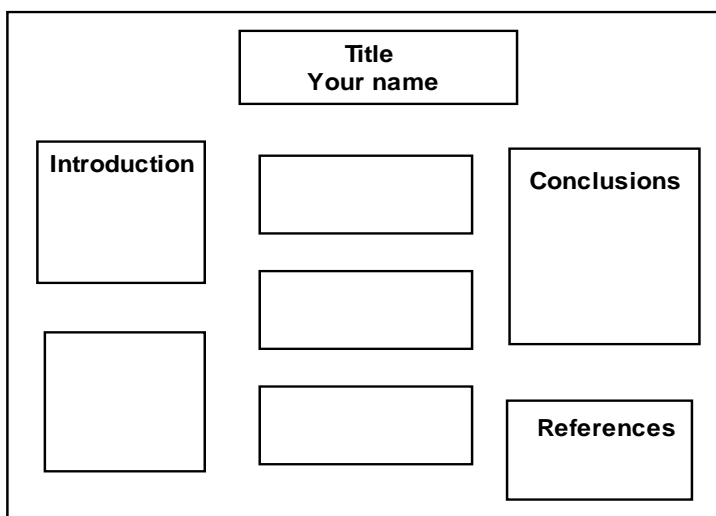 Title
Your name
Introduction
Conclusions
References